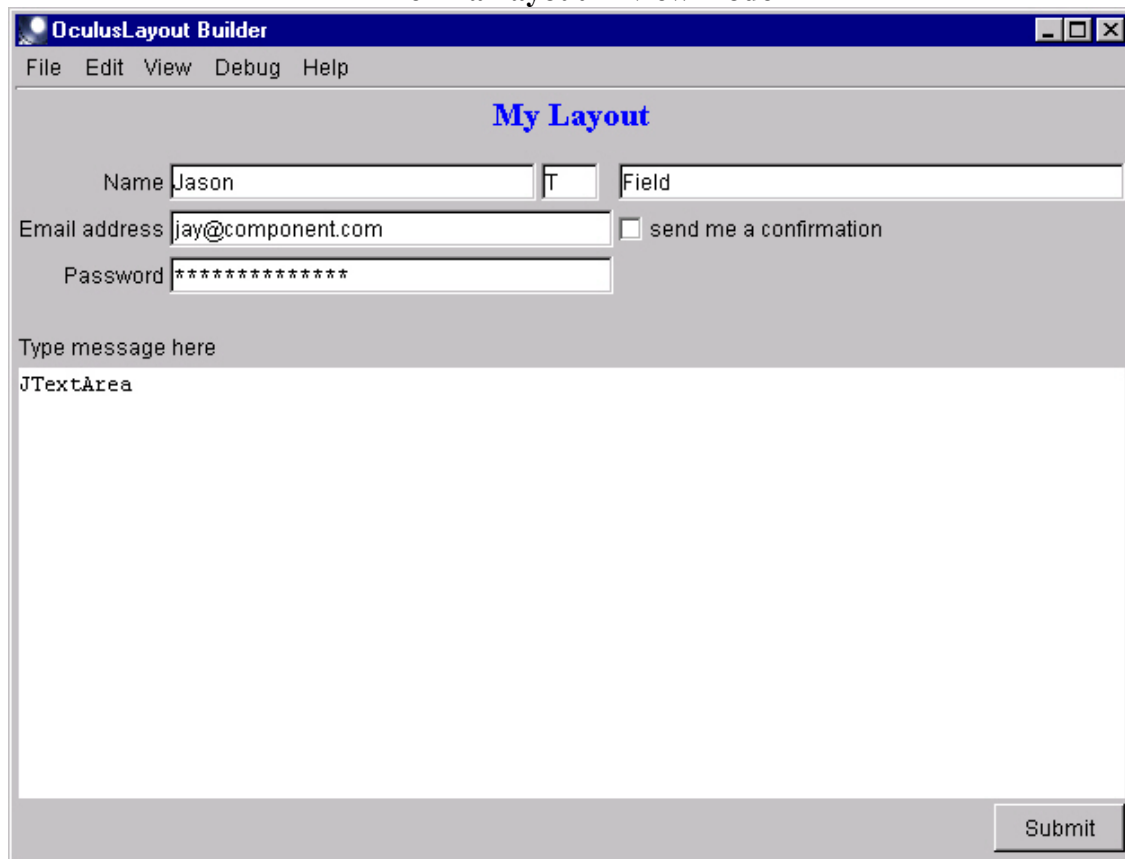 OculusLayout Builder
File Edit View Debug Help
My Layout
Name Jason T Field
Email address jay@component.com send me a confirmation
Password **************
Type message here
JTextArea
Submit